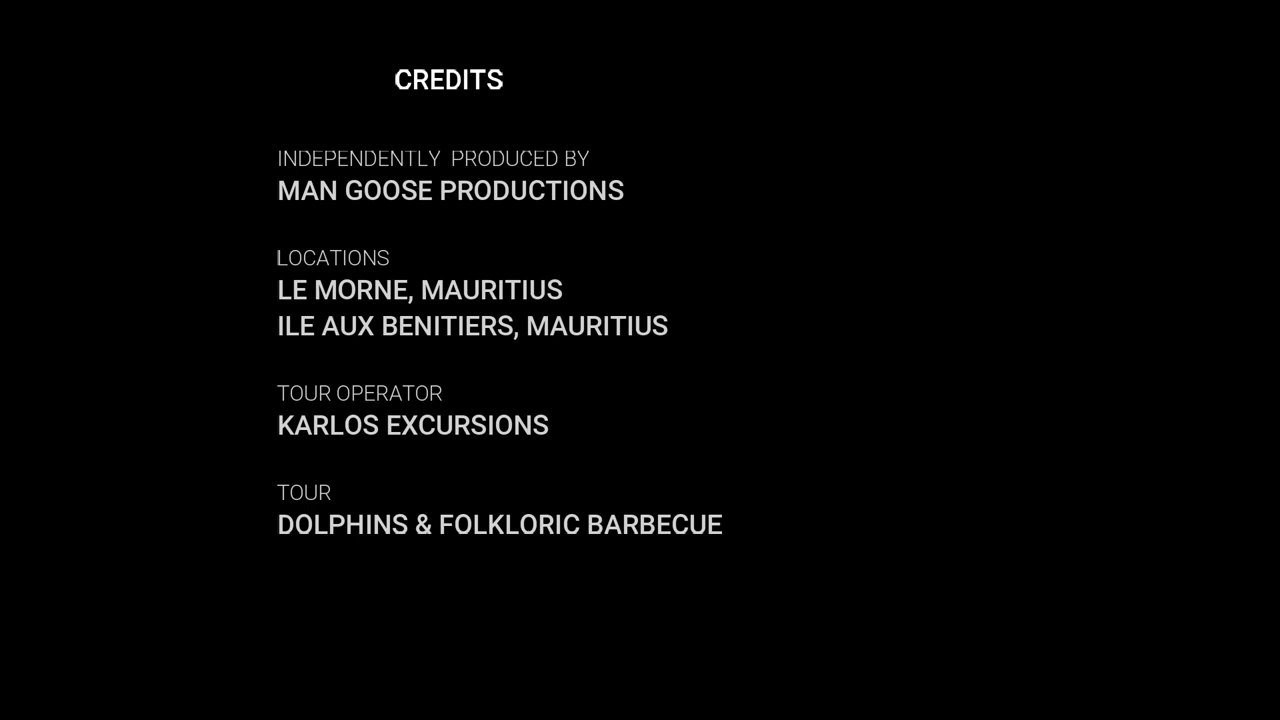 CREDITS
INDEPENDENTLY PRODUCED BY
MAN GOOSE PRODUCTIONS
LOCATIONS
LE MORNE, MAURITIUS
ILE AUX BENITIERS, MAURITIUS
TOUR OPERATOR
KARLOS EXCURSIONS
TOUR
DOLPHINS & FOLKLORIC BARBECUE